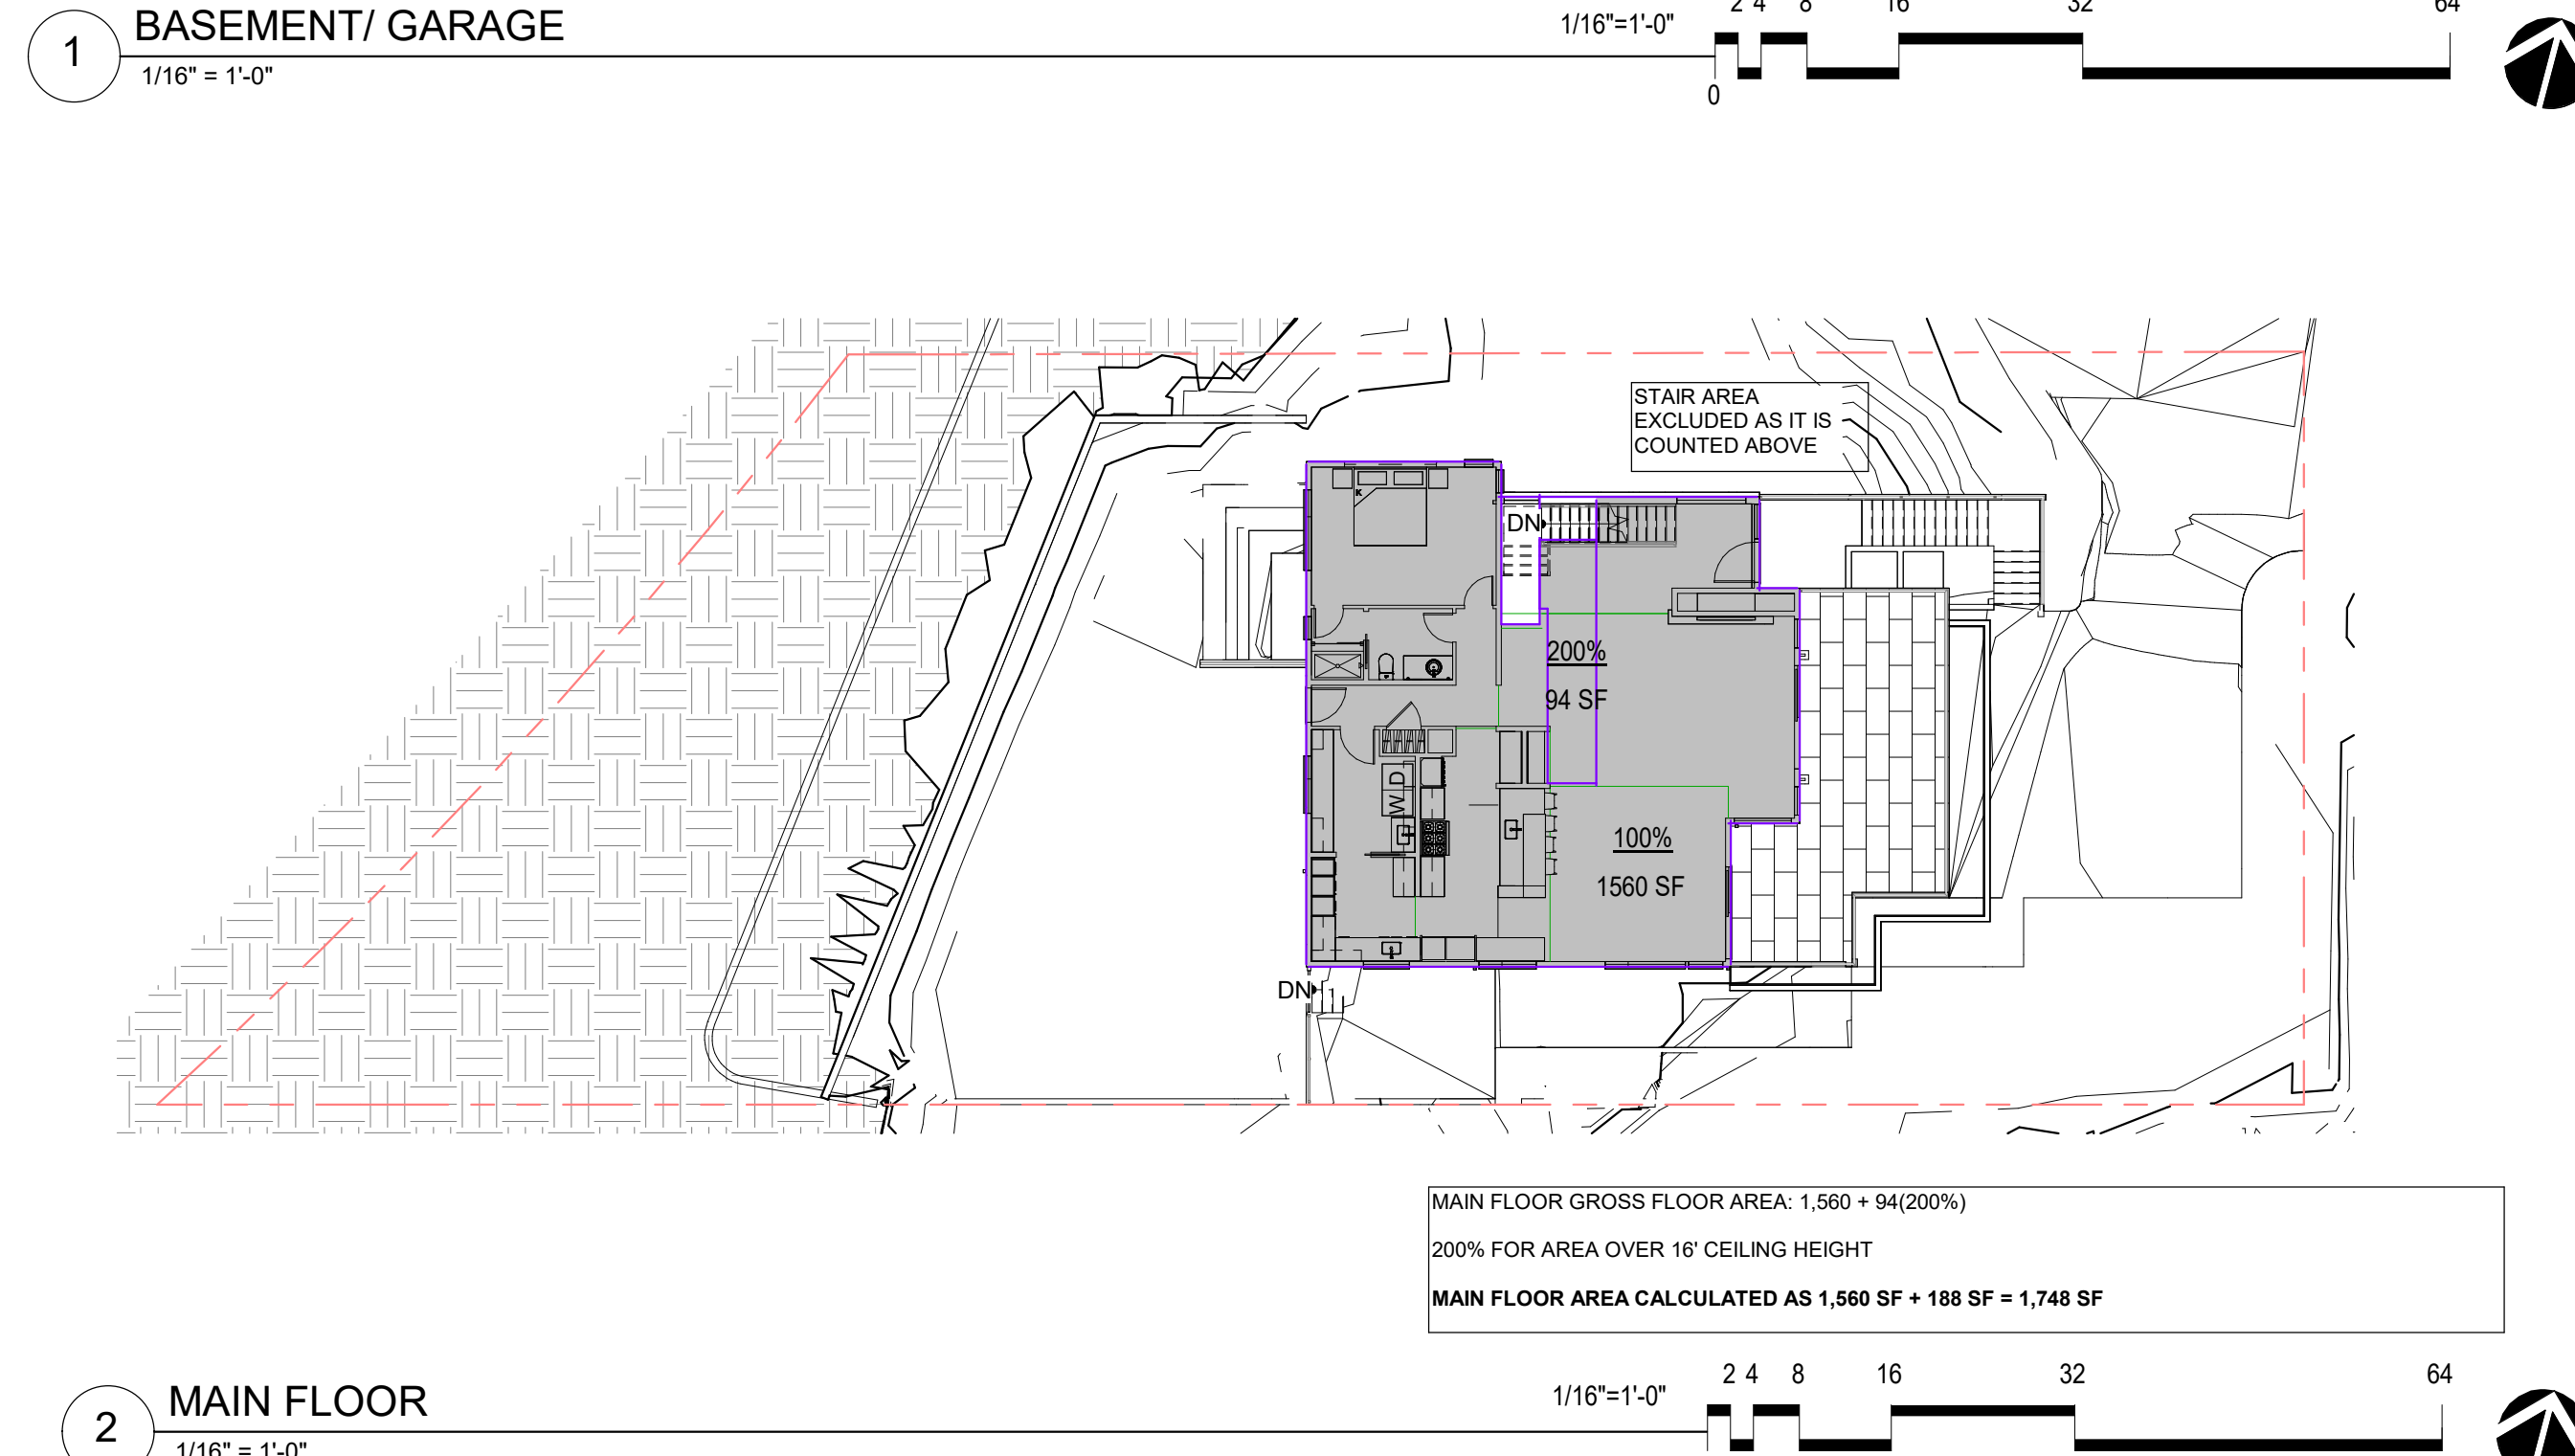 1
BASEMENT/ GARAGE
1/16" = 1'-0"
1/16"=1'-0"
2 4 8 16 32 64
0
STAIR AREA
EXCLUDED AS IT IS
COUNTED ABOVE
DN
K
200%
94 SF
W D
100%
1560 SF
DN
MAIN FLOOR GROSS FLOOR AREA: 1,560 + 94(200%)
200% FOR AREA OVER 16' CEILING HEIGHT
MAIN FLOOR AREA CALCULATED AS 1,560 SF + 188 SF = 1,748 SF
2
MAIN FLOOR
1/16" = 1'-0"
1/16"=1'-0"
2 4 8 16 32 64